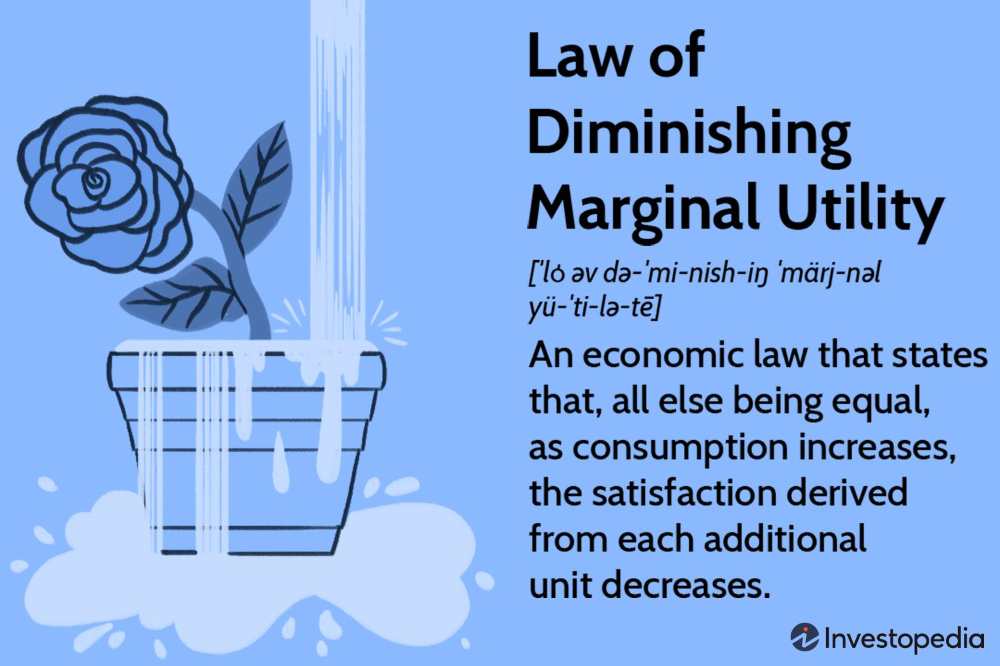 Law of
Diminishing
Marginal Utility
[ˈlȯ əv də-ˈmi-nish-iŋ ˈmärj-nəl
yü-ˈti-lə-tē]
An economic law that states
that, all else being equal,
as consumption increases,
the satisfaction derived
from each additional
unit decreases.
Investopedia